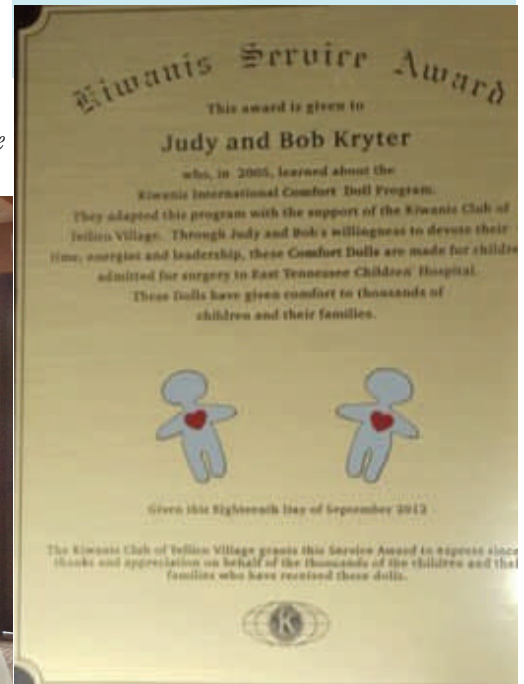 e
Kiwanis Service Award
This award is given to
Judy and Bob Kryter
who, in 2005, learned about the
Kiwanis International Comfort Doll Program.
They adapted this program with the support of the Kiwanis Club of
Tellico Village. Through Judy and Bob's willingness to devote their
time, energies and leadership, these Comfort Dolls are made for childre
admitted for surgery to East Tennessee Children' Hospital.
These Dolls have given comfort to thousands of
children and their families.
Given this Eighteenth Day of September 2012
The Kiwanis Club of Tellico Village grants this Service Award to express since
thanks and appreciation on behalf of the thousands of the children and thei
families who have received these dolls.
K